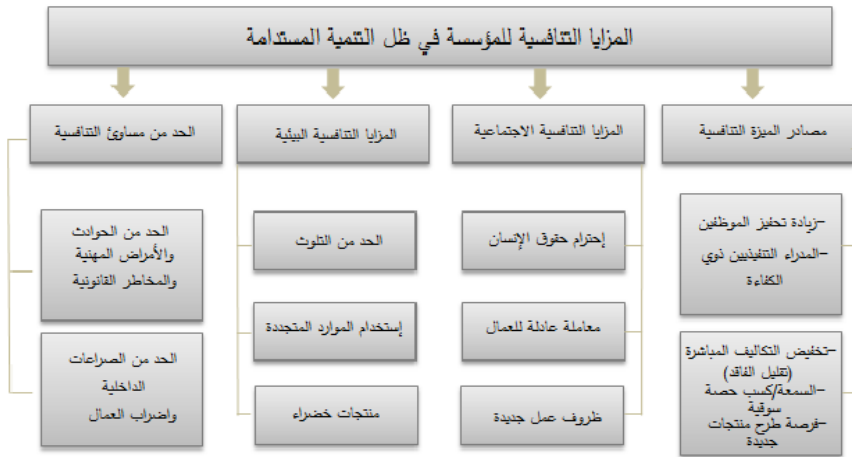 المزايا التنافسية للمؤسسة في ظل التنمية المستدامة
مصادر الميزة التنافسية
المزايا التنافسية الاجتماعية
المزايا التنافسية البيئية
الحد من مساوئ التنافسية
-زيادة تحفيز الموظفين
-المدراء التنفيذيين ذوي
الكفاءة
-تخفيض التكاليف المباشرة
(تقليل الفاقد)
-السمعة/كسب حصة
سوقية
-فرصة طرح منتجات
جديدة
إحترام حقوق الإنسان
معاملة عادلة للعمال
ظروف عمل جديدة
الحد من التلوث
إستخدام الموارد المتجددة
منتجات خضراء
الحد من الحوادث
والأمراض المهنية
والمخاطر القانونية
الحد من الصراعات
الداخلية
واضراب العمال